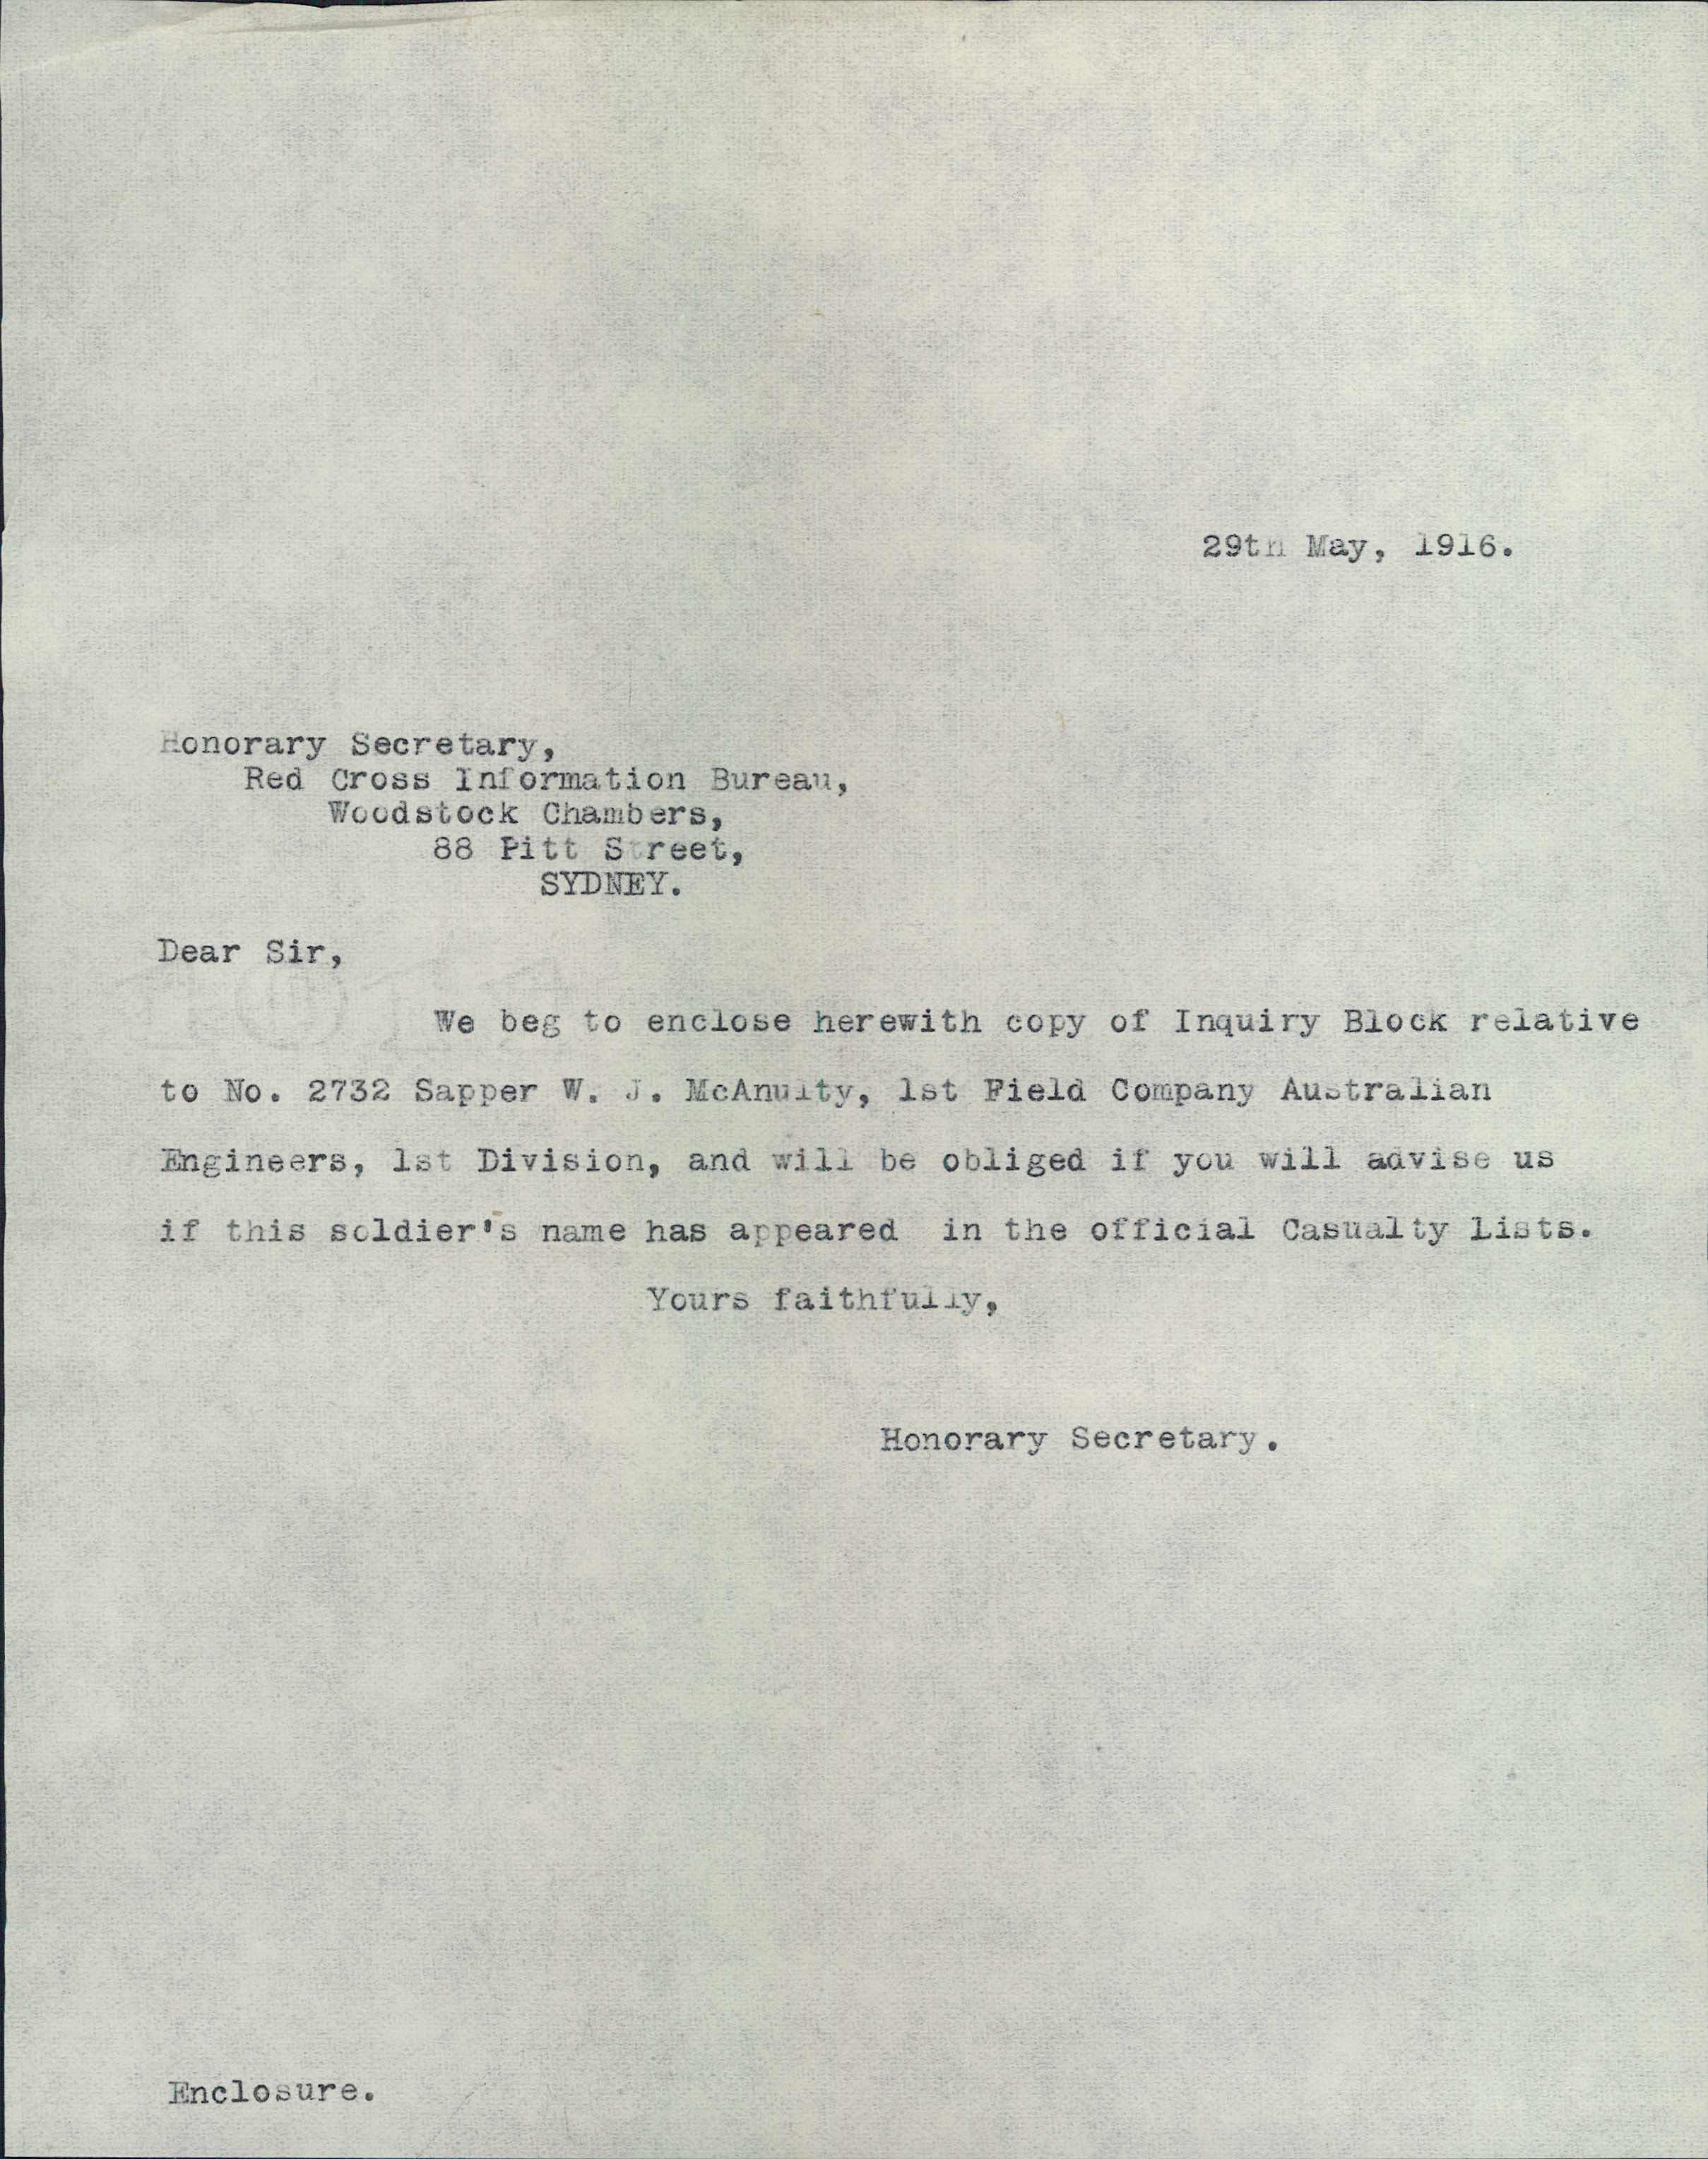 29th May, 1916.
Honorary Secretary,
Red Cross Information Bureau,
Woodstock Chambers,
88 Pitt Street,
SYDNEY.
Dear Sir,
We beg to enclose herewith copy of Inquiry Block relative
to No. 2732 Sapper W. J. McAnulty, 1st Field Company Australian
Engineers, 1st Division, and will be obliged if you will advise us
if this soldier's name has appeared in the official Casualty Lists.
Yours faithfully,
Honorary Secretary.
Enclosure.